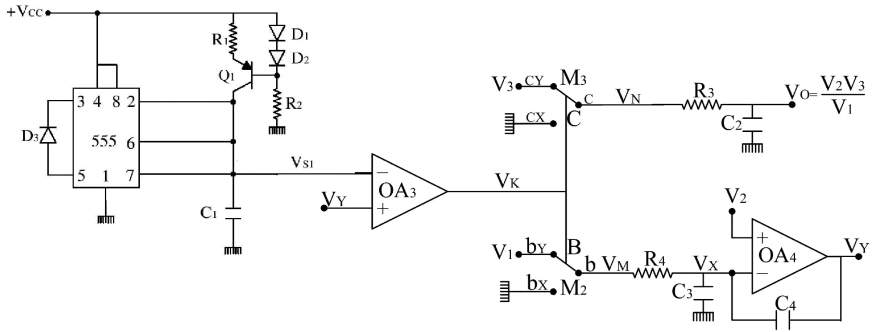 +VCC
R1
D1
D2
Q1
R2
3 4 8 2
D3
555
6
5 1 7
C1
VS1
VY
−
+
OA3
VK
V3
CY
M3
C
CX
C
VN
R3
C2
VO=V2V3/V1
V1
bY
B
b
bX
M2
VM
R4
VX
C3
V2
+
−
OA4
VY
C4